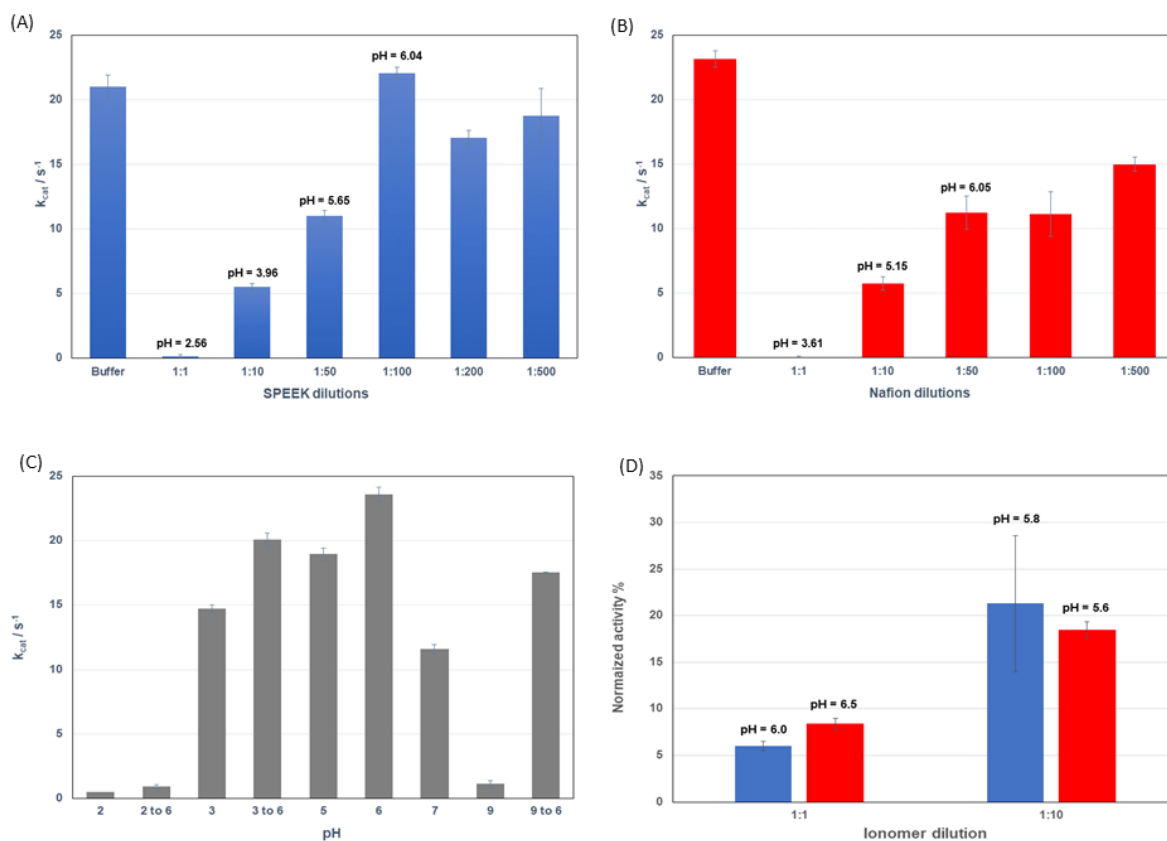 (A)
25
20
15
10
5
0
k_cat / s^-1
pH = 2.56
pH = 3.96
pH = 5.65
pH = 6.04
Buffer 1:1 1:10 1:50 1:100 1:200 1:500
SPEEK dilutions
(B)
25
20
15
10
5
0
k_cat / s^-1
pH = 3.61
pH = 5.15
pH = 6.05
Buffer 1:1 1:10 1:50 1:100 1:500
Nafion dilutions
(C)
25
20
15
10
5
0
k_cat / s^-1
2 2 to 6 3 3 to 6 5 6 7 9 9 to 6
pH
(D)
35
30
25
20
15
10
5
0
Normaized activity %
pH = 6.0
pH = 6.5
pH = 5.8
pH = 5.6
1:1 1:10
Ionomer dilution